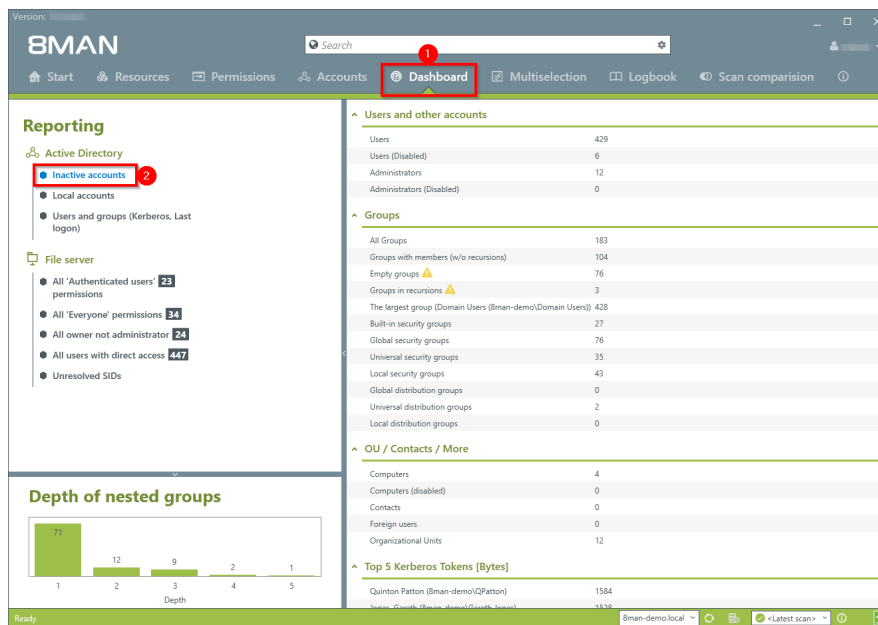 Version:
8MAN
Search
1
Start Resources Permissions Accounts Dashboard Multiselection Logbook Scan comparision
Reporting
Active Directory
Inactive accounts 2
Local accounts
Users and groups (Kerberos, Last
logon)
File server
All 'Authenticated users' 23
permissions
All 'Everyone' permissions 34
All owner not administrator 24
All users with direct access 447
Unresolved SIDs
Depth of nested groups
71 12 9 2 1
1 2 3 4 5
Depth
Users and other accounts
Users 429
Users (Disabled) 6
Administrators 12
Administrators (Disabled) 0
Groups
All Groups 183
Groups with members (w/o recursions) 104
Empty groups 76
Groups in recursions 3
The largest group (Domain Users (8man-demo\Domain Users)) 428
Built-in security groups 27
Global security groups 76
Universal security groups 35
Local security groups 43
Global distribution groups 0
Universal distribution groups 2
Local distribution groups 0
OU / Contacts / More
Computers 4
Computers (disabled) 0
Contacts 0
Foreign users 0
Organizational Units 12
Top 5 Kerberos Tokens [Bytes]
Quinton Patton (8man-demo\QPatton) 1584
Jones, Gareth (8man-demo\Gareth.Jones) 1528
Ready 8man-demo.local <Latest scan>